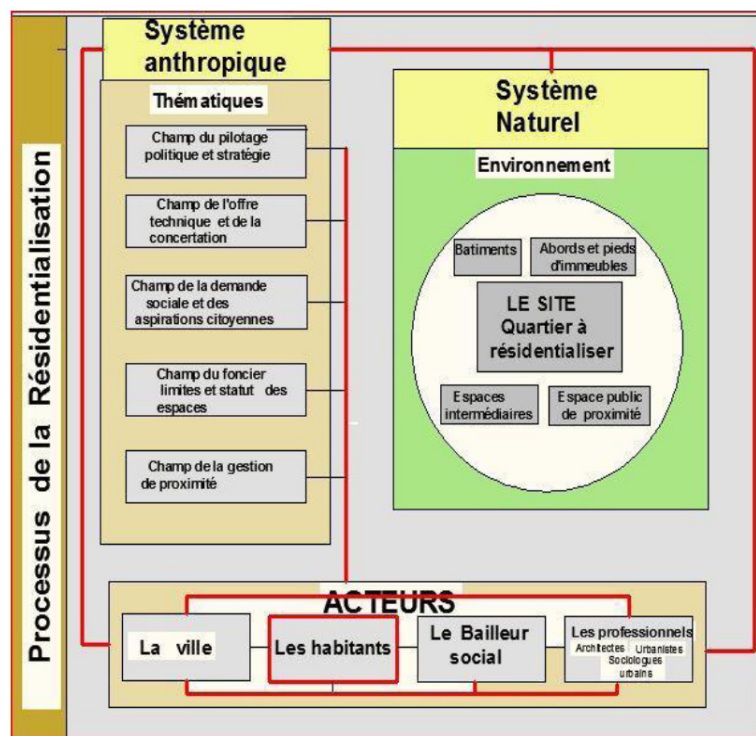 Processus de la Résidentialisation
Système
anthropique
Thématiques
Champ du pilotage
politique et stratégie
Champ de l'offre
technique et de la
concertation
Champ de la demande
sociale et des
aspirations citoyennes
Champ du foncier
limites et statut des
espaces
Champ de la gestion
de proximité
Système
Naturel
Environnement
Batiments
Abords et pieds
d'immeubles
LE SITE
Quartier à
résidentialiser
Espaces
intermédiaires
Espace public
de proximité
ACTEURS
La ville
Les habitants
Le Bailleur
social
Les professionnels
Architectes Urbanistes
Sociologues
urbains